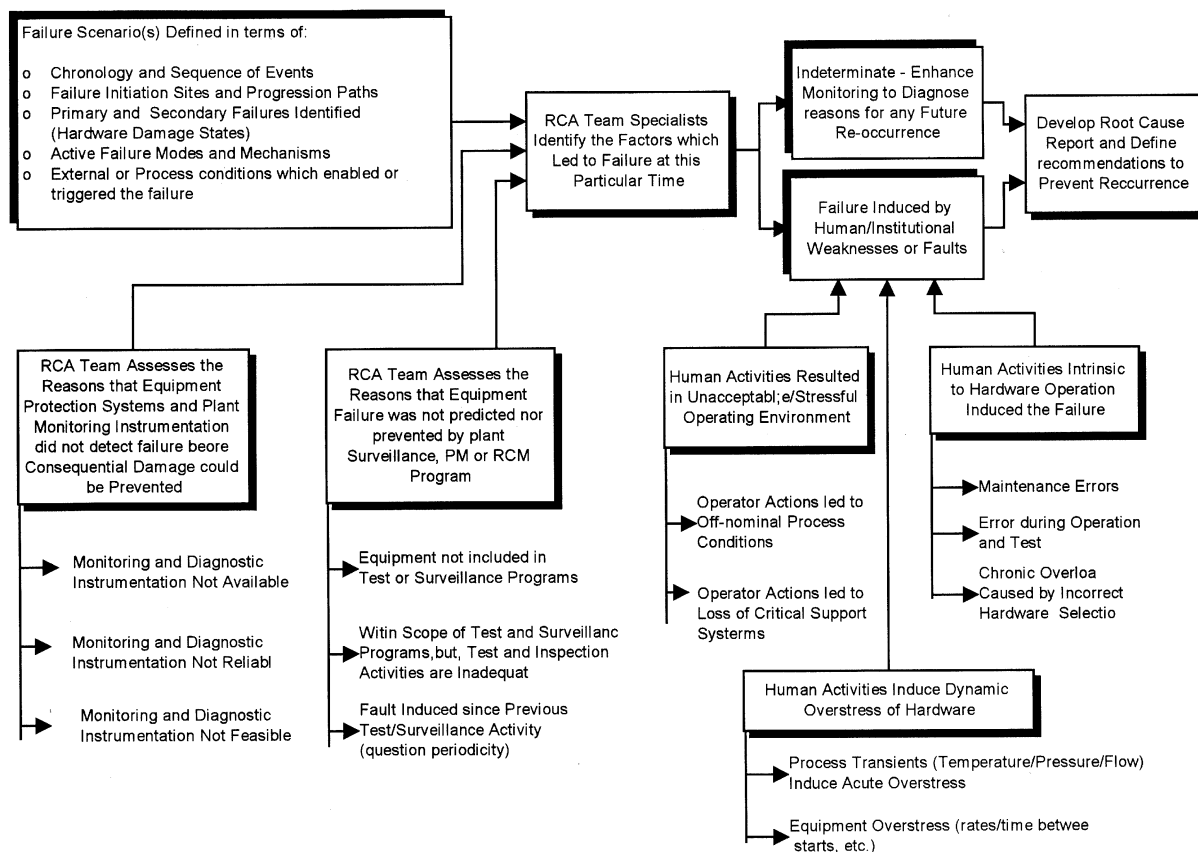 Failure Scenario(s) Defined in terms of:
o Chronology and Sequence of Events
o Failure Initiation Sites and Progression Paths
o Primary and Secondary Failures Identified
(Hardware Damage States)
o Active Failure Modes and Mechanisms
o External or Process conditions which enabled or
triggered the failure
RCA Team Specialists
Identify the Factors which
Led to Failure at this
Particular Time
Indeterminate - Enhance
Monitoring to Diagnose
reasons for any Future
Re-occurrence
Failure Induced by
Human/Institutional
Weaknesses or Faults
Develop Root Cause
Report and Define
recommendations to
Prevent Reccurrence
RCA Team Assesses the
Reasons that Equipment
Protection Systems and Plant
Monitoring Instrumentation
did not detect failure beore
Consequential Damage could
be Prevented
Monitoring and Diagnostic
Instrumentation Not Available
Monitoring and Diagnostic
Instrumentation Not Reliabl
Monitoring and Diagnostic
Instrumentation Not Feasible
RCA Team Assesses the
Reasons that Equipment
Failure was not predicted nor
prevented by plant
Surveillance, PM or RCM
Program
Equipment not included in
Test or Surveillance Programs
Witin Scope of Test and Surveillanc
Programs,but, Test and Inspection
Activities are Inadequat
Fault Induced since Previous
Test/Surveillance Activity
(question periodicity)
Human Activities Resulted
in Unacceptabl;e/Stressful
Operating Environment
Operator Actions led to
Off-nominal Process
Conditions
Operator Actions led to
Loss of Critical Support
Systerms
Human Activities Intrinsic
to Hardware Operation
Induced the Failure
Maintenance Errors
Error during Operation
and Test
Chronic Overloa
Caused by Incorrect
Hardware Selectio
Human Activities Induce Dynamic
Overstress of Hardware
Process Transients (Temperature/Pressure/Flow)
Induce Acute Overstress
Equipment Overstress (rates/time betwee
starts, etc.)